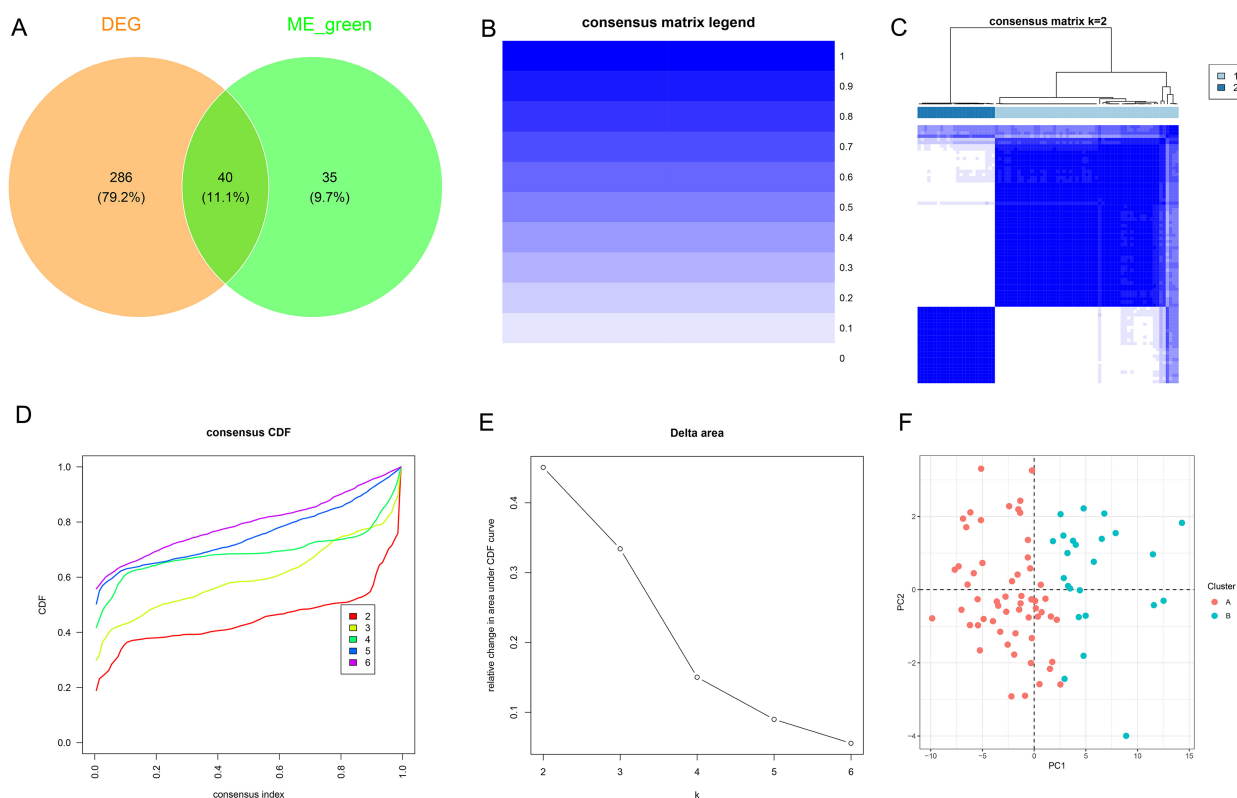 A
DEG
ME_green
286
(79.2%)
40
(11.1%)
35
(9.7%)
B
consensus matrix legend
1
0.9
0.8
0.7
0.6
0.5
0.4
0.3
0.2
0.1
0
C
consensus matrix k=2
1
2
D
consensus CDF
CDF
1.0
0.8
0.6
0.4
0.2
0.0
2
3
4
5
6
0.0
0.2
0.4
0.6
0.8
1.0
consensus index
E
Delta area
relative change in area under CDF curve
0.4
0.3
0.2
0.1
2
3
4
5
6
k
F
PC2
2
0
−2
−4
−10
−5
0
5
10
15
PC1
Cluster
A
B